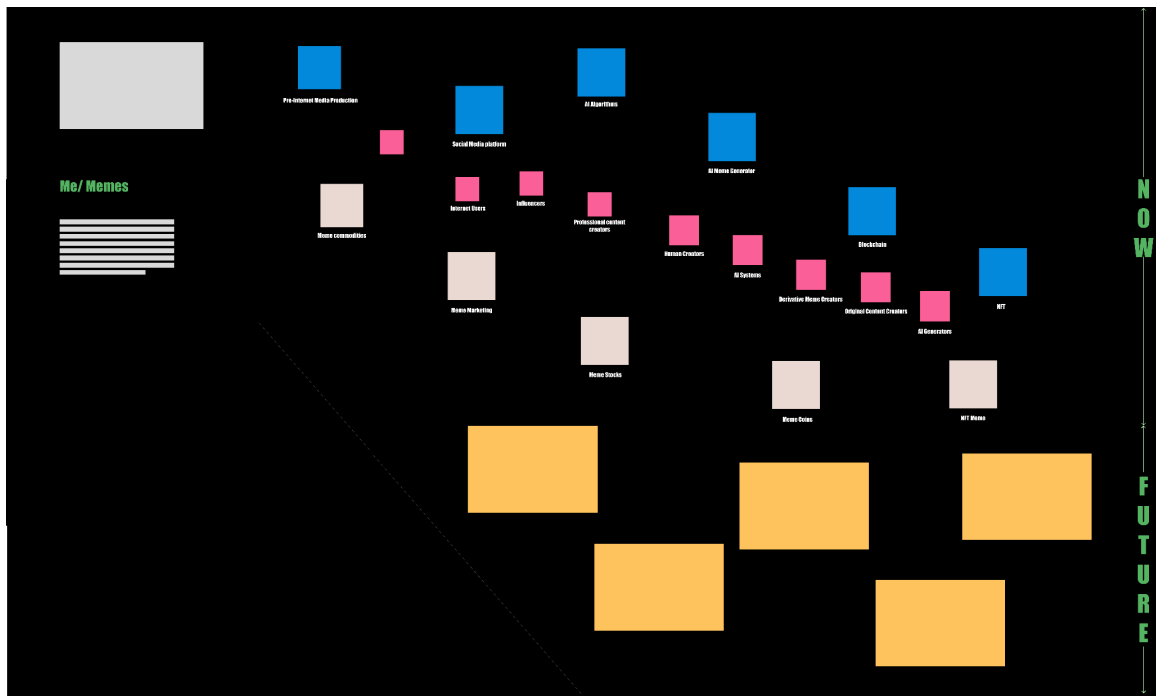 Pre-Internet Media Production
AI Algorithms
Social Media platform
AI Meme Generator
Me/ Memes
Internet Users
Influencers
Professional content
creators
Meme commodities
Human Creators
Blockchain
AI Systems
Derivative Meme Creators
Original Content Creators
AI Generators
NFT
Meme Marketing
Meme Stocks
Meme Coins
NFT Meme
NOW
FUTURE